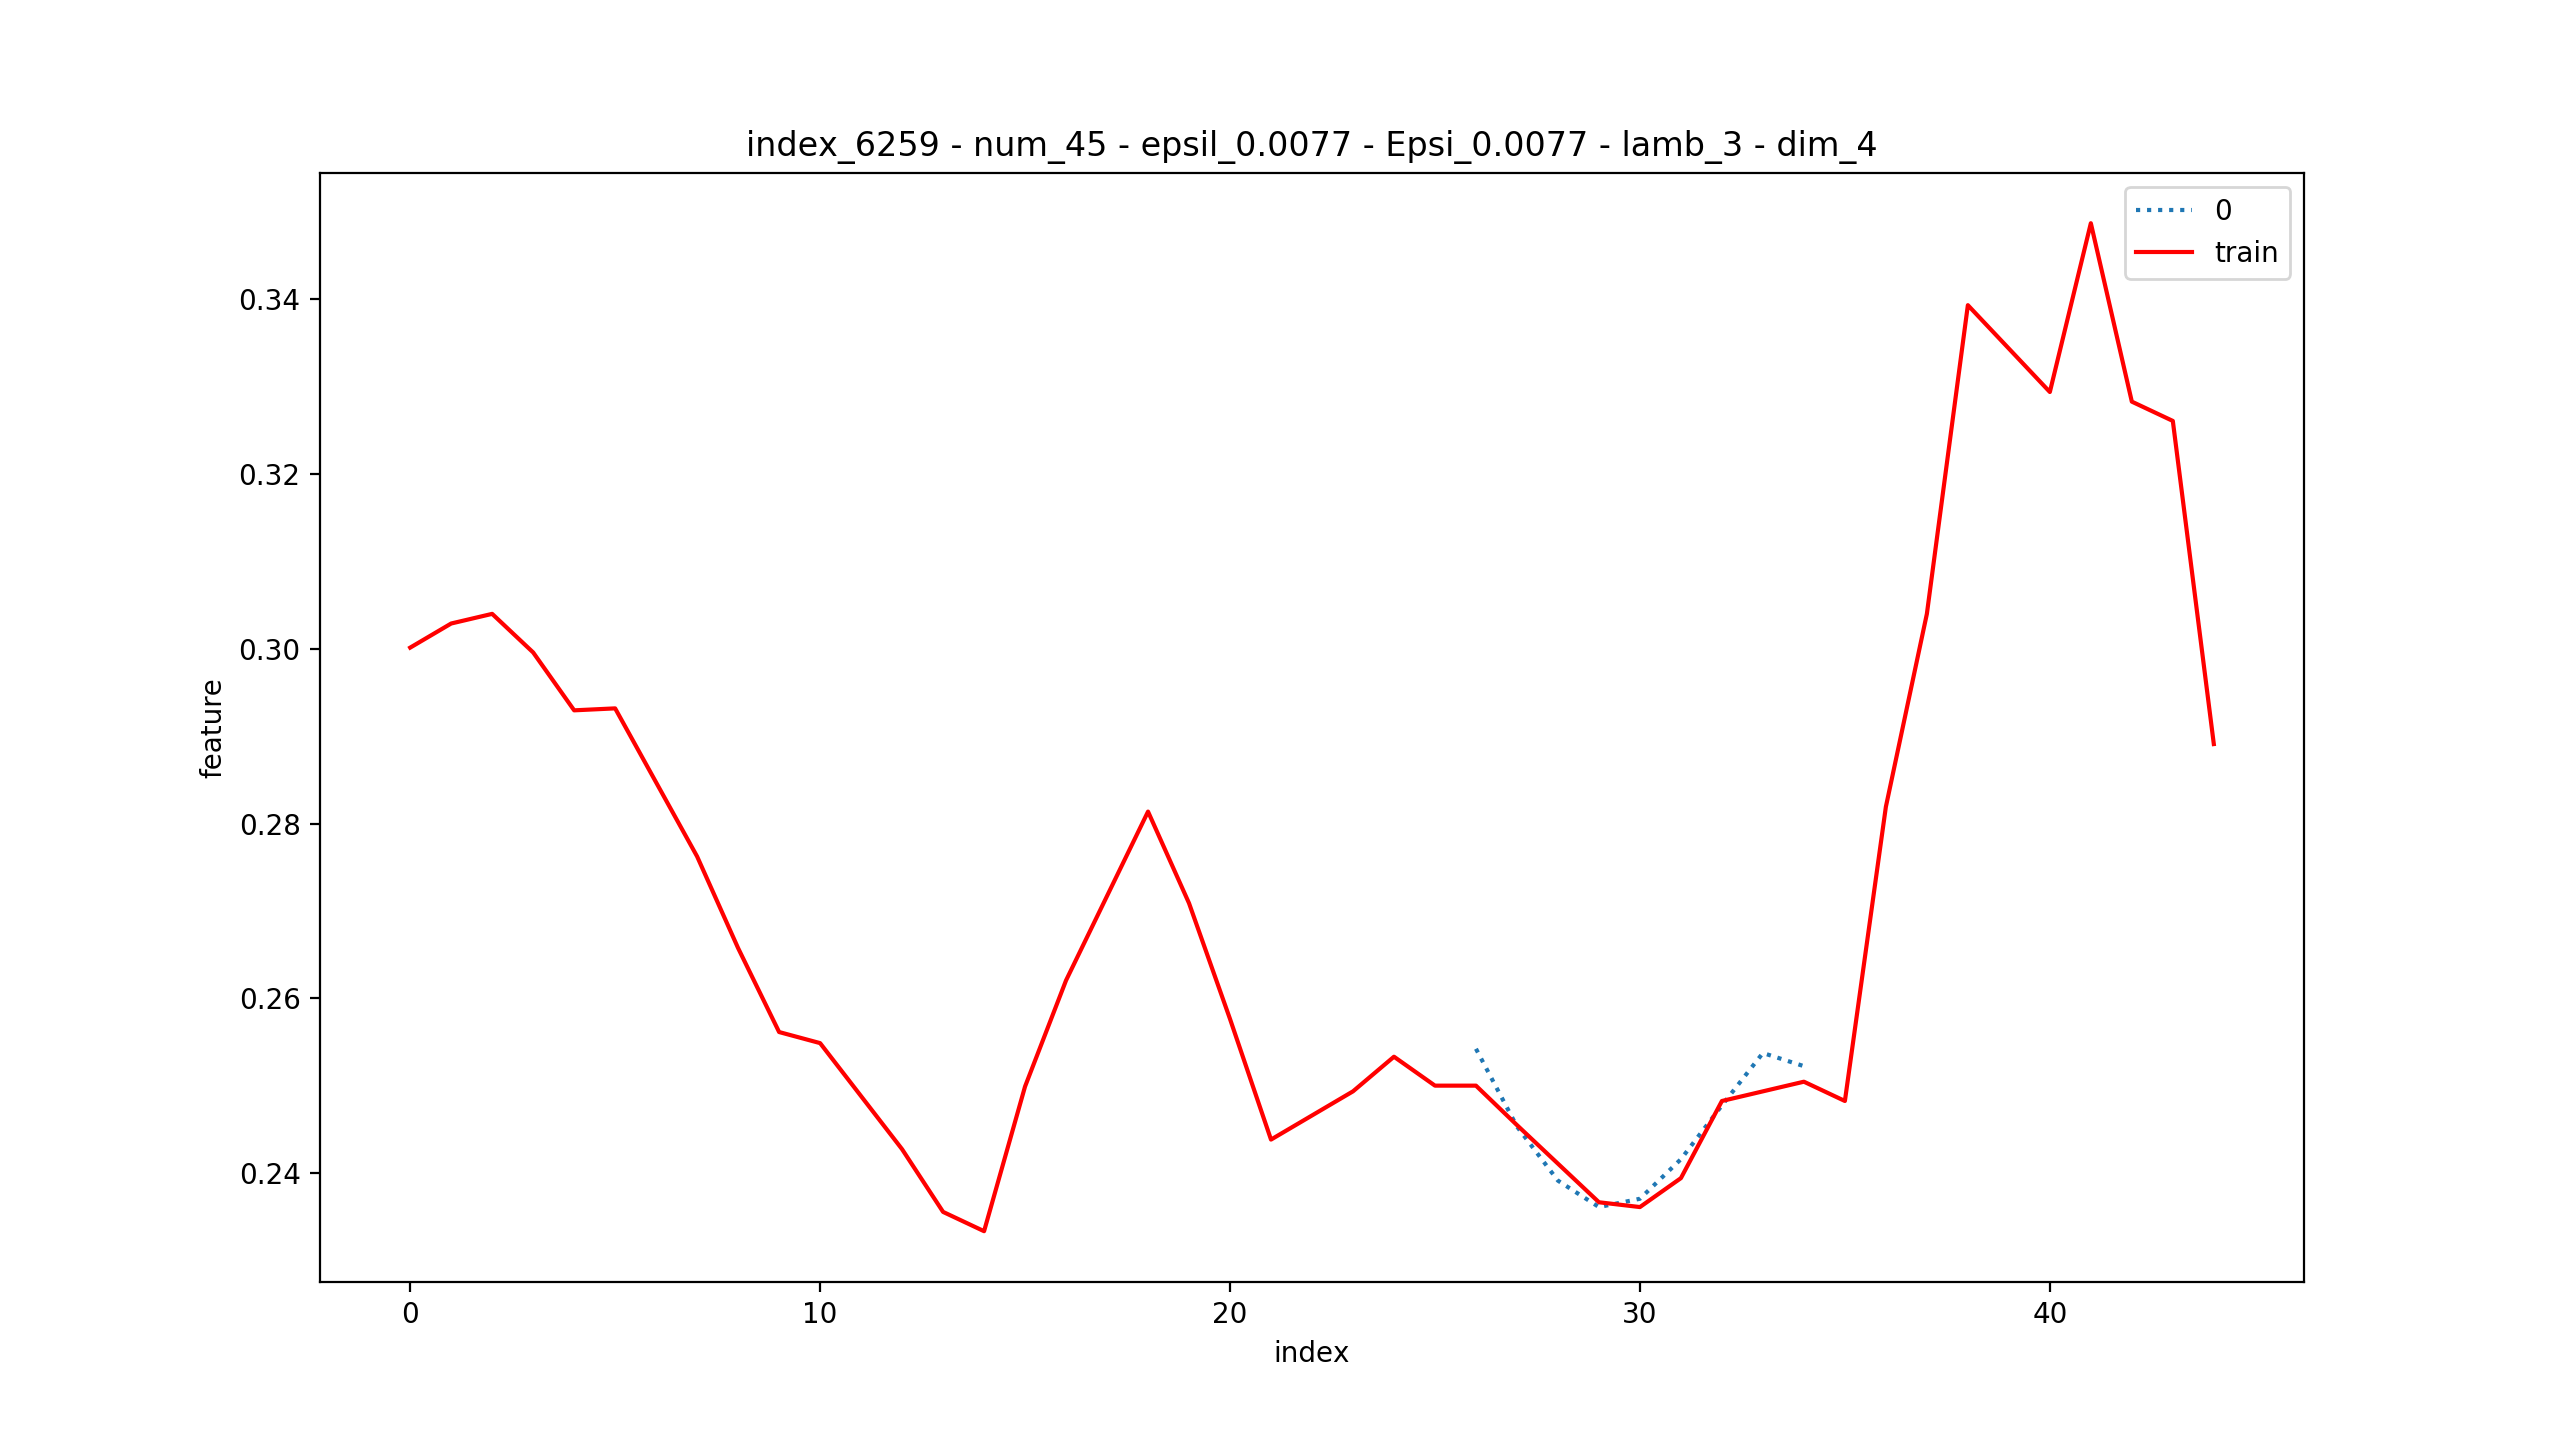 index_6259 - num_45 - epsil_0.0077 - Epsi_0.0077 - lamb_3 - dim_4
0
train
0.34
0.32
0.30
0.28
0.26
0.24
feature
0 10 20 30 40
index